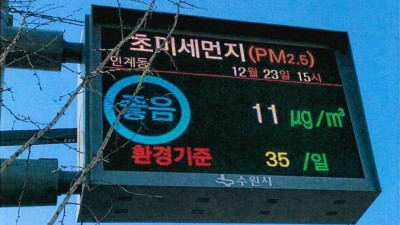 초미세먼지(PM2.5)
인계동 12월 23일 15시
좋음 11 µg/m³
환경기준 35 /일
수원시